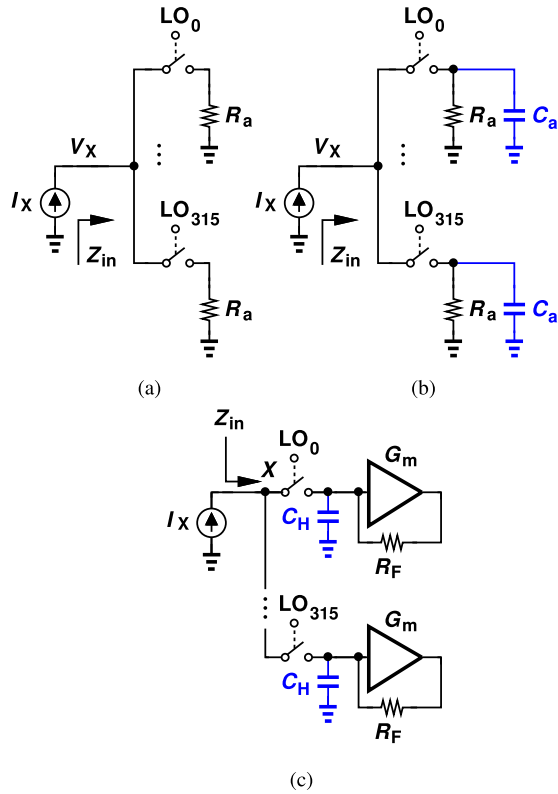 LO0 LO0
Ra Ra Ca
VX VX
IX IX
LO315 LO315
Zin Zin
Ra Ra Ca
(a) (b)
Zin
LO0 Gm
X
IX CH
RF
LO315 Gm
CH
RF
(c)